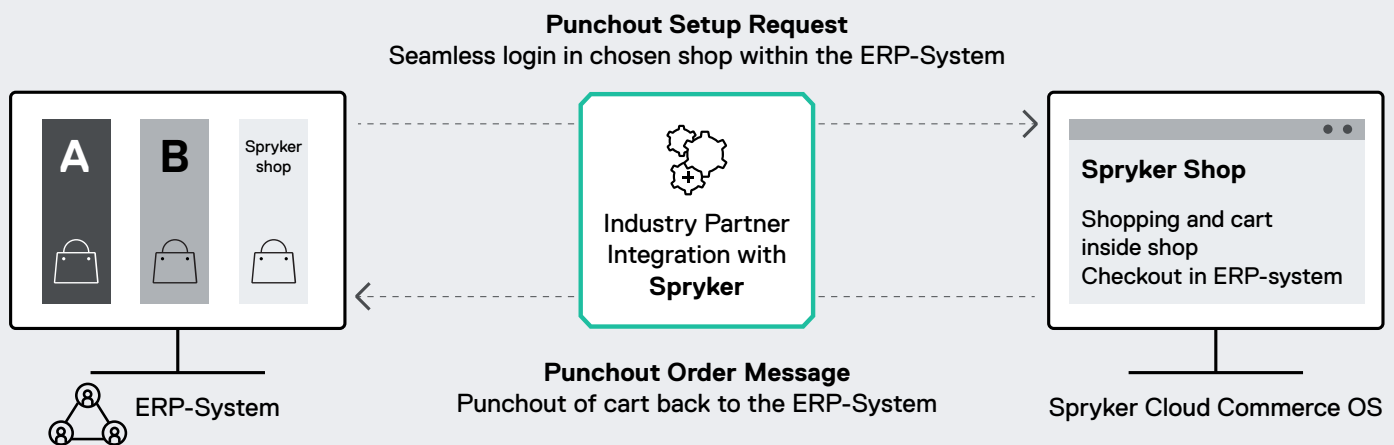 Punchout Setup Request
Seamless login in chosen shop within the ERP-System
A
B
Spryker
shop
Industry Partner
Integration with
Spryker
Spryker Shop
Shopping and cart
inside shop
Checkout in ERP-system
Punchout Order Message
Punchout of cart back to the ERP-System
ERP-System
Spryker Cloud Commerce OS